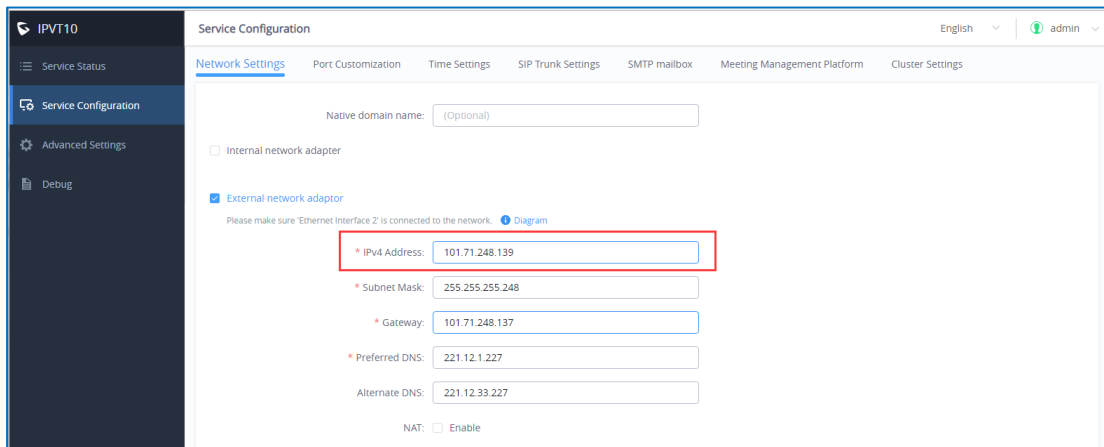 IPVT10
Service Configuration
English
admin
Service Status
Service Configuration
Advanced Settings
Debug
Network Settings
Port Customization
Time Settings
SIP Trunk Settings
SMTP mailbox
Meeting Management Platform
Cluster Settings
Native domain name: (Optional)
Internal network adapter
External network adaptor
Please make sure 'Ethernet Interface 2' is connected to the network. Diagram
* IPv4 Address: 101.71.248.139
* Subnet Mask: 255.255.255.248
* Gateway: 101.71.248.137
* Preferred DNS: 221.12.1.227
Alternate DNS: 221.12.33.227
NAT: Enable